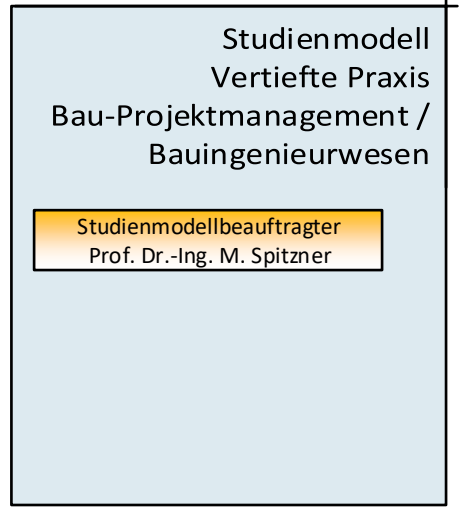 Studienmodell
Vertiefte Praxis
Bau-Projektmanagement /
Bauingenieurwesen
Studienmodellbeauftragter
Prof. Dr.-Ing. M. Spitzner